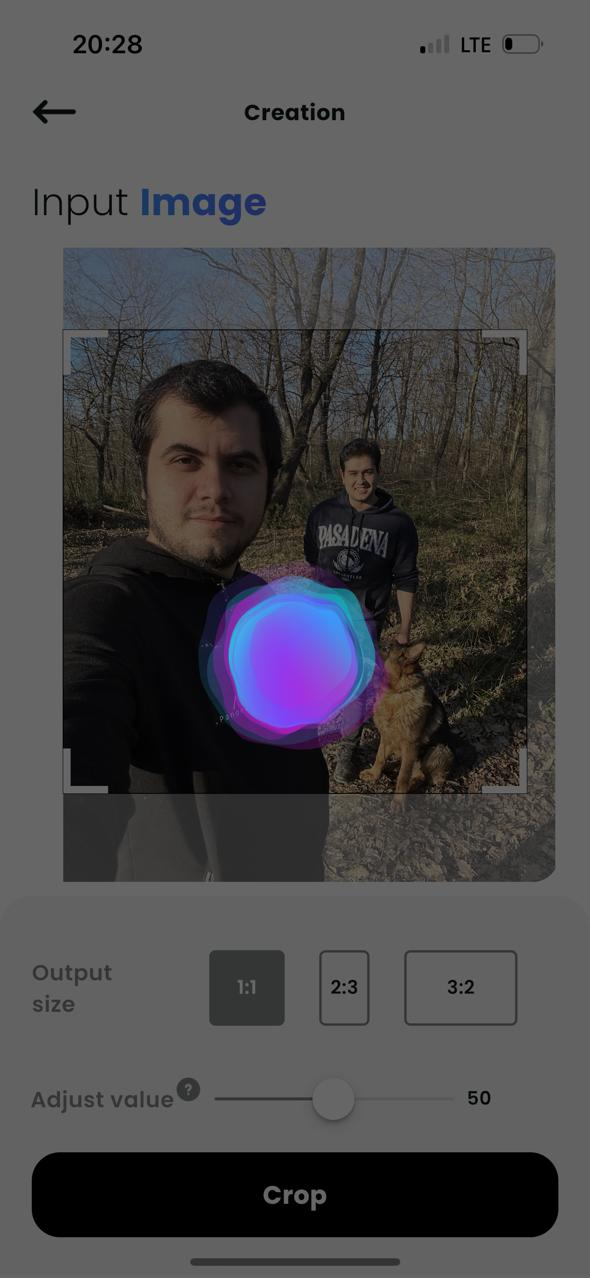 20:28
LTE
Creation
Input Image
PASADENA
Output
size
1:1
2:3
3:2
Adjust value
?
50
Crop